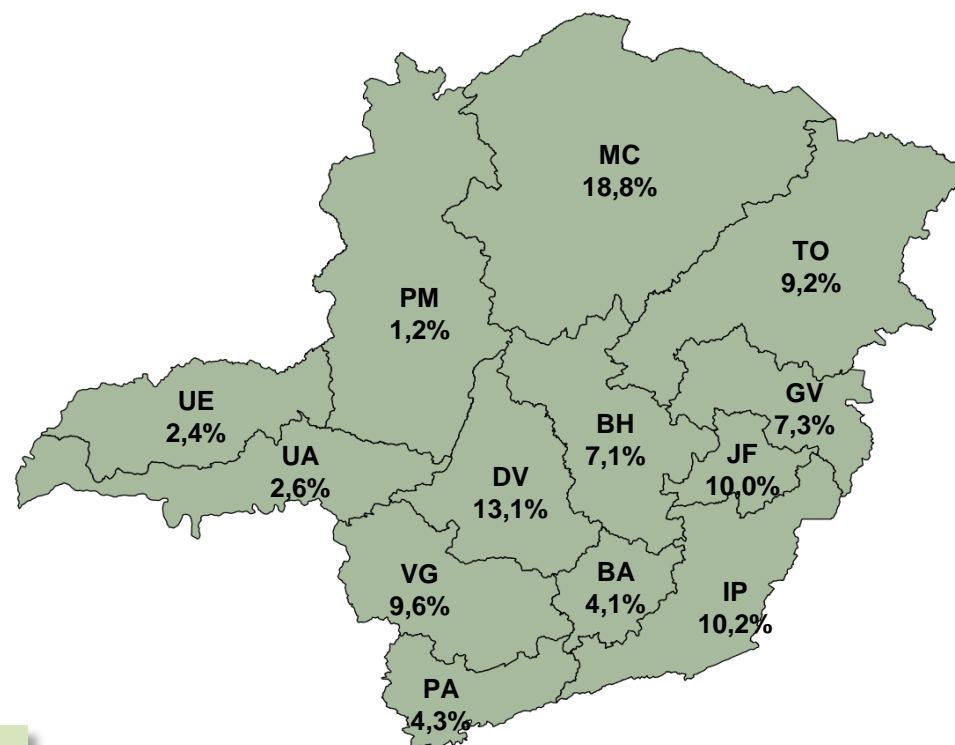 MC
18,8%
TO
9,2%
PM
1,2%
GV
7,3%
UE
2,4%
BH
7,1%
UA
2,6%
JF
10,0%
DV
13,1%
VG
9,6%
BA
4,1%
IP
10,2%
PA
4,3%